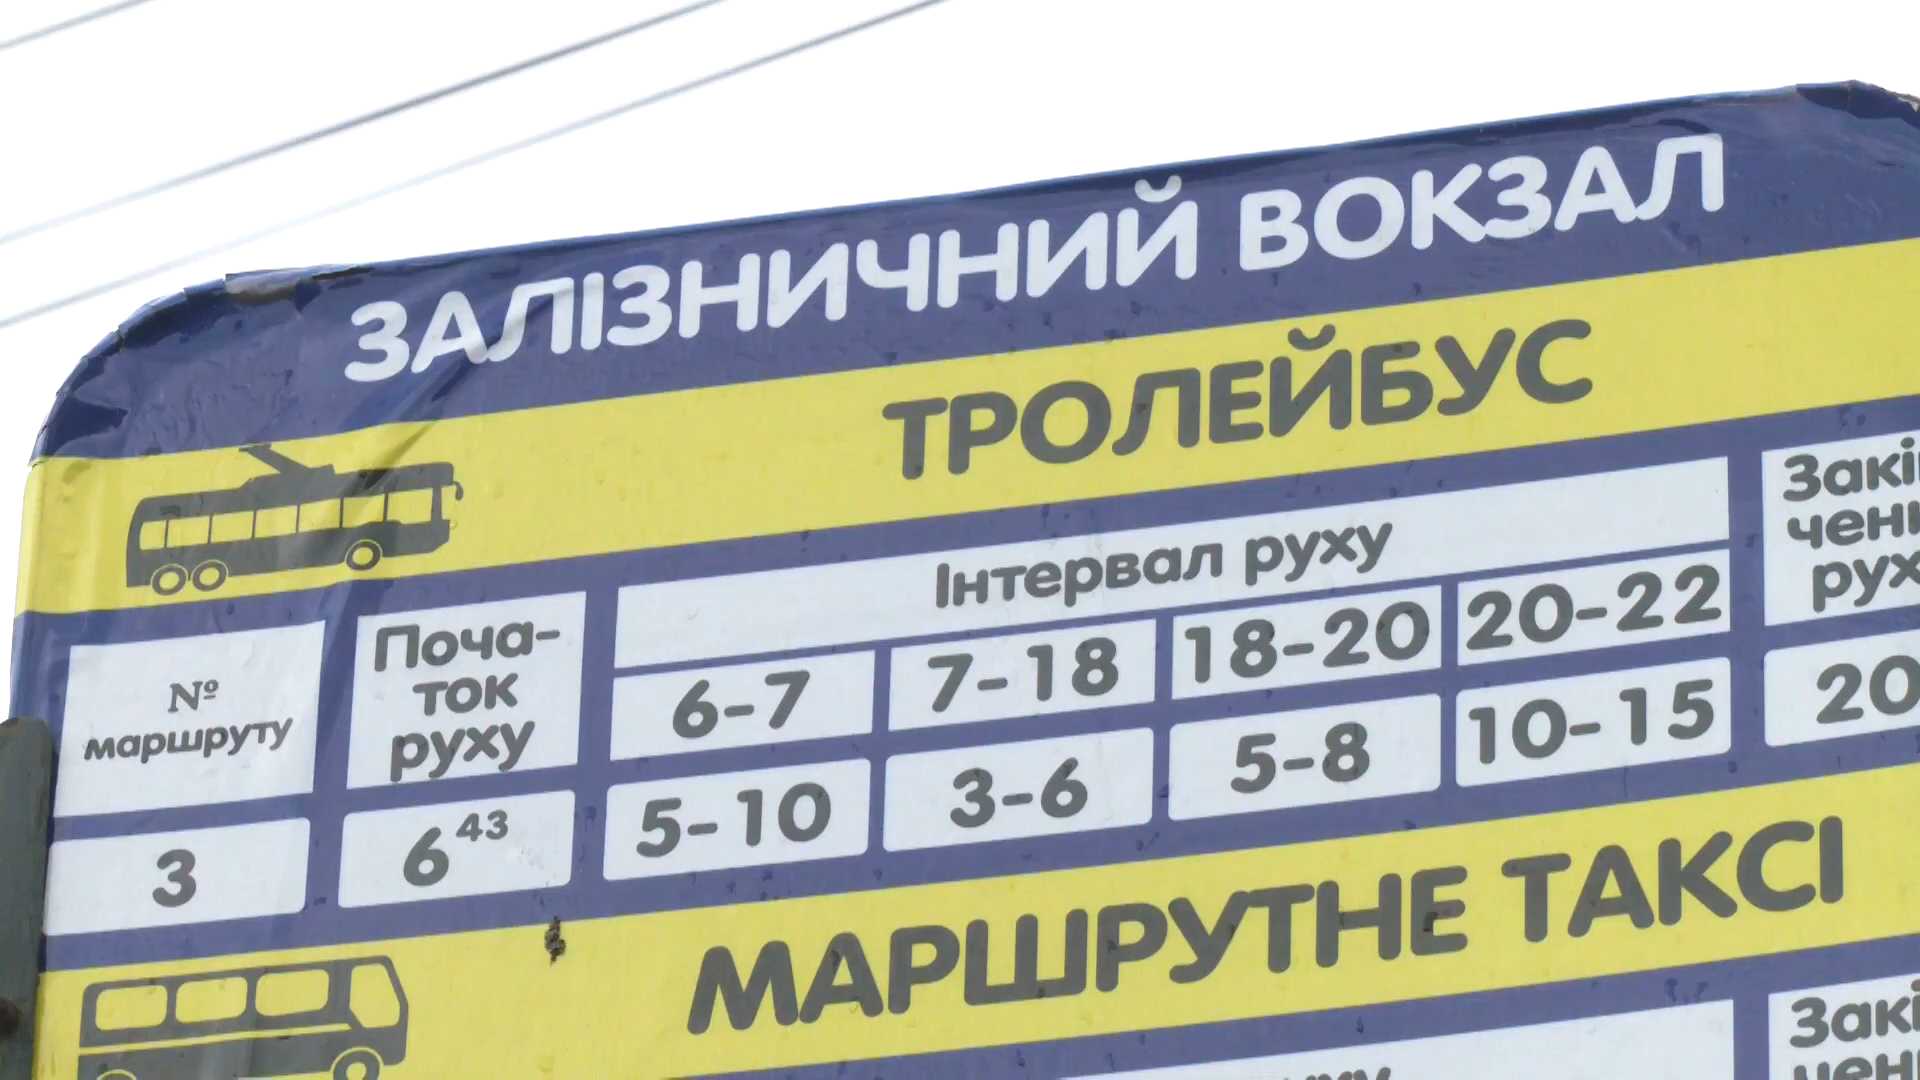 ЗАЛІЗНИЧНИЙ ВОКЗАЛ
ТРОЛЕЙБУС
№
маршруту
Поча-
ток
руху
Інтервал руху
6-7 7-18 18-20 20-22
3 6 43 5-10 3-6 5-8 10-15 20
МАРШРУТНЕ ТАКСІ